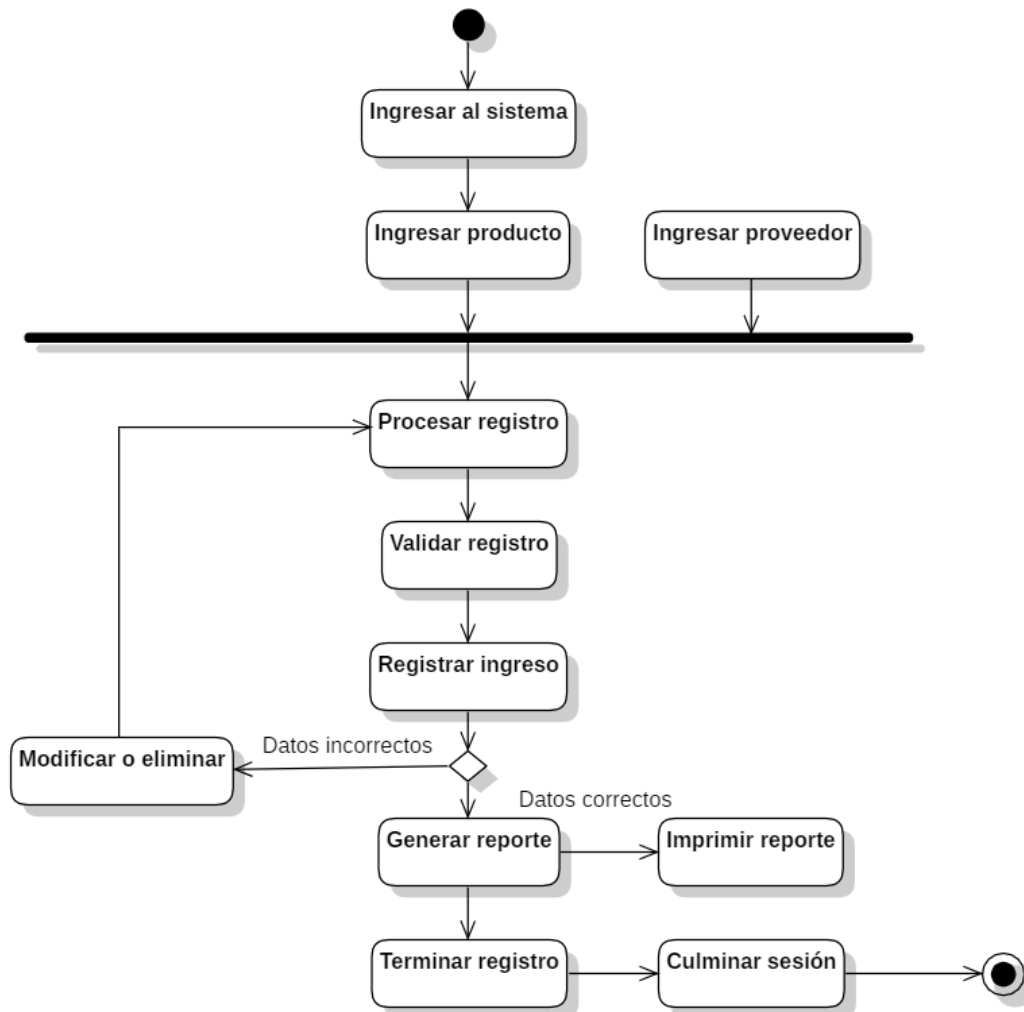 Ingresar al sistema
Ingresar producto
Ingresar proveedor
Procesar registro
Validar registro
Registrar ingreso
Datos incorrectos
Modificar o eliminar
Datos correctos
Generar reporte
Imprimir reporte
Terminar registro
Culminar sesión